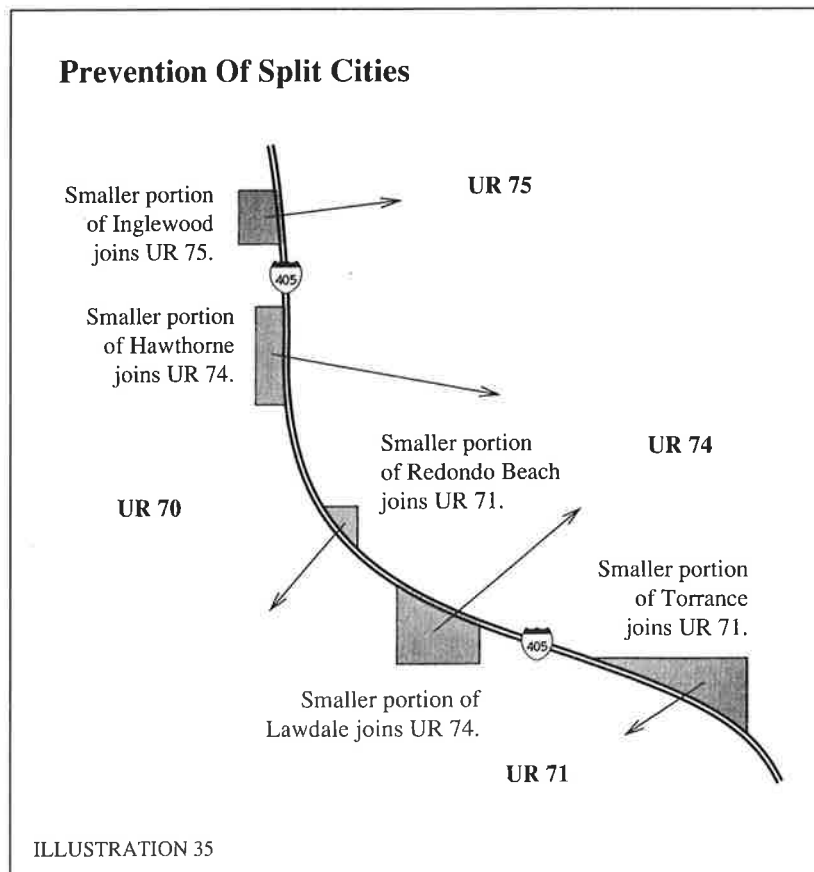 Prevention Of Split Cities
UR 75
Smaller portion
of Inglewood
joins UR 75.
405
Smaller portion
of Hawthorne
joins UR 74.
Smaller portion
of Redondo Beach
joins UR 71.
UR 74
UR 70
Smaller portion
of Torrance
joins UR 71.
405
Smaller portion of
Lawdale joins UR 74.
UR 71
ILLUSTRATION 35